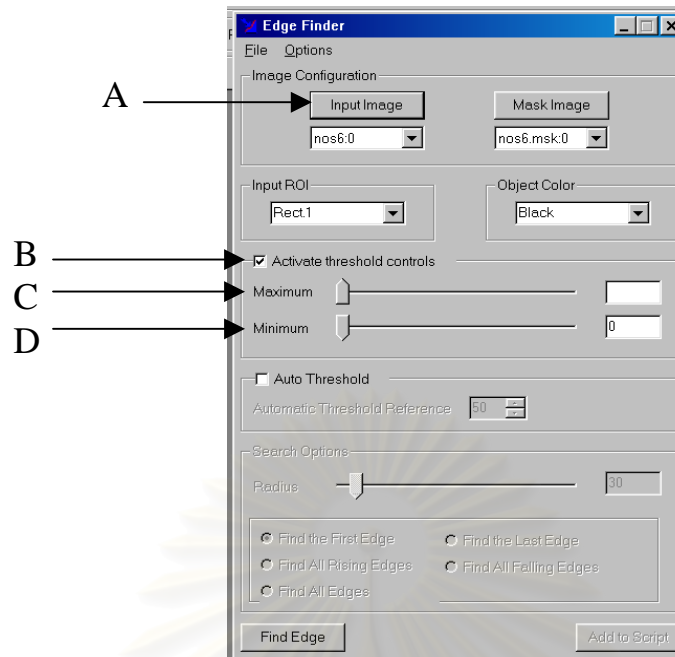 Edge Finder
File Options
Image Configuration
A
Input Image Mask Image
nos6:0 nos6.msk:0
Input ROI Object Color
Rect.1 Black
B
Activate threshold controls
C
Maximum
D
Minimum 0
Auto Threshold
Automatic Threshold Reference 50
Search Options
Radius 30
Find the First Edge Find the Last Edge
Find All Rising Edges Find All Falling Edges
Find All Edges
Find Edge Add to Script